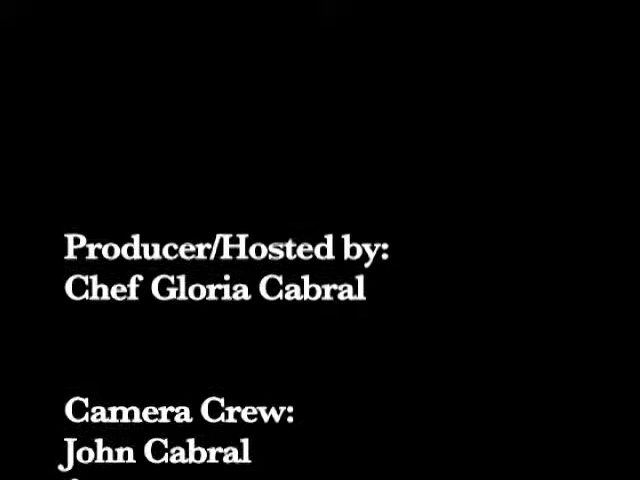 Producer/Hosted by:
Chef Gloria Cabral
Camera Crew:
John Cabral